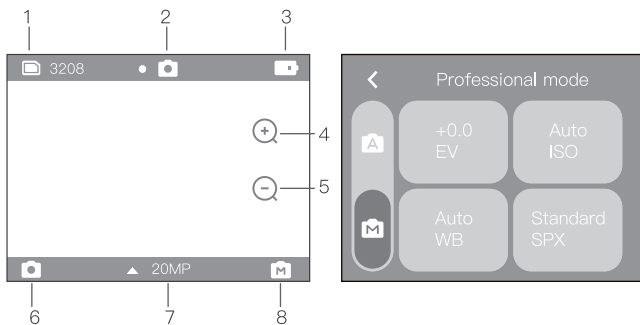 1
2
3
3208
4
5
20MP
6
7
8
M
Professional mode
A
+0.0
EV
Auto
ISO
M
Auto
WB
Standard
SPX